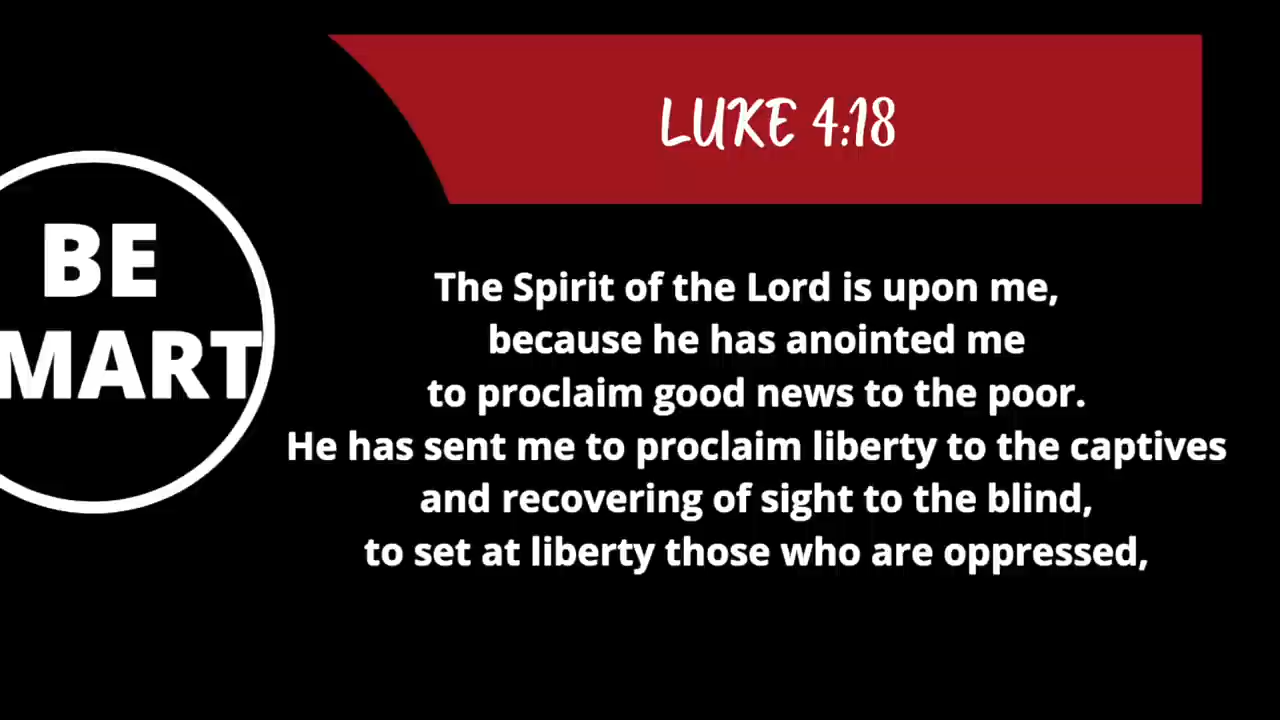 LUKE 4:18
BE
MART
The Spirit of the Lord is upon me,
because he has anointed me
to proclaim good news to the poor.
He has sent me to proclaim liberty to the captives
and recovering of sight to the blind,
to set at liberty those who are oppressed,